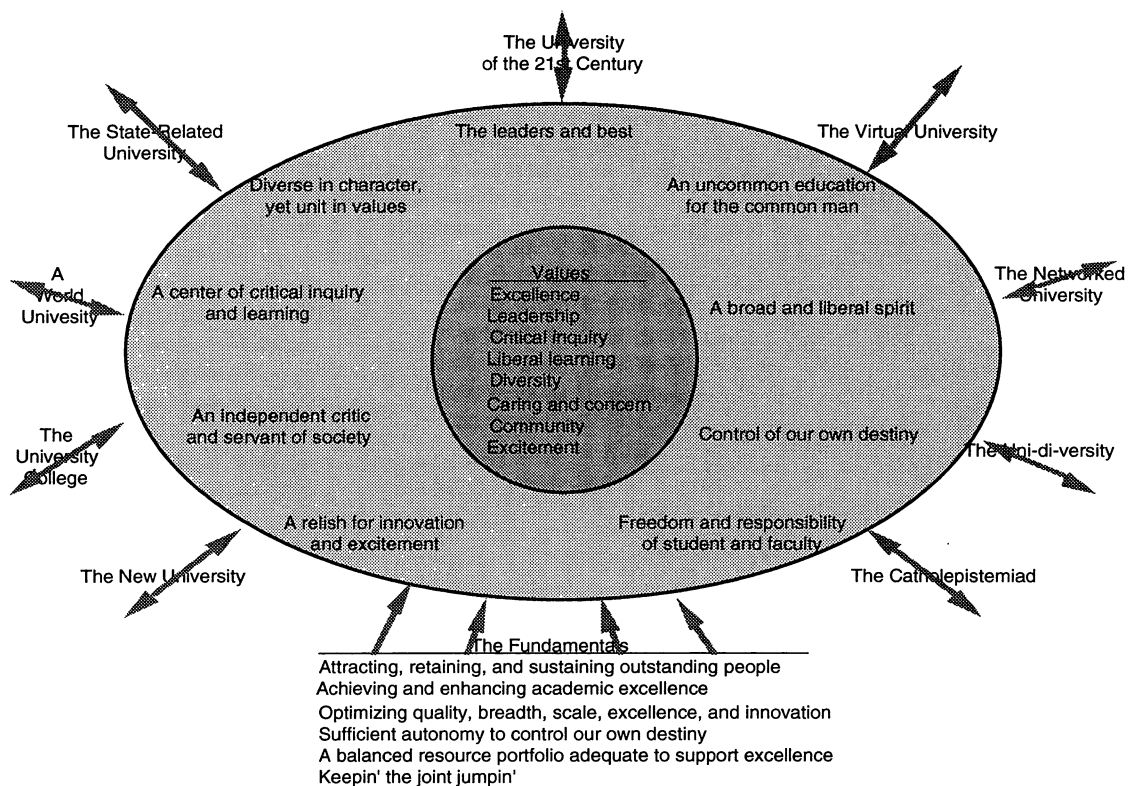 The University
of the 21st Century
The State-Related
University
The Virtual University
The leaders and best
Diverse in character,
yet unit in values
An uncommon education
for the common man
A
World
Univesity
The Networked
University
A center of critical inquiry
and learning
A broad and liberal spirit
Values
Excellence
Leadership
Critical inquiry
Liberal learning
Diversity
Caring and concern
Community
Excitement
An independent critic
and servant of society
Control of our own destiny
The
University
College
The Uni-di-versity
A relish for innovation
and excitement
Freedom and responsibility
of student and faculty
The New University
The Catholepistemiad
The Fundamentals
Attracting, retaining, and sustaining outstanding people
Achieving and enhancing academic excellence
Optimizing quality, breadth, scale, excellence, and innovation
Sufficient autonomy to control our own destiny
A balanced resource portfolio adequate to support excellence
Keepin' the joint jumpin'